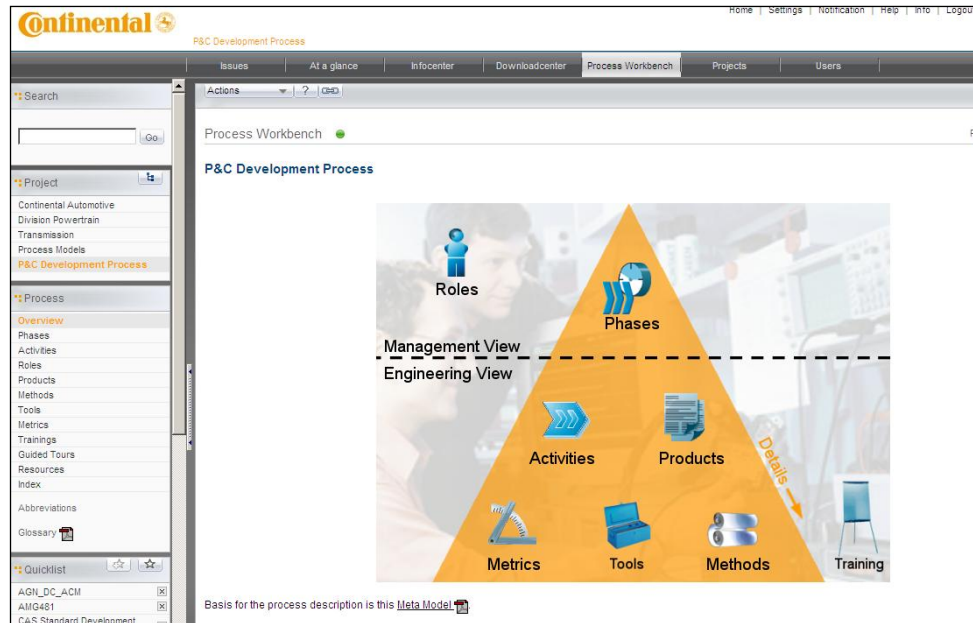 Continental
Home | Settings | Notification | Help | Info | Logou
P&C Development Process
Issues | At a glance | Infocenter | Downloadcenter | Process Workbench | Projects | Users
Search
Go
Project
Continental Automotive
Division Powertrain
Transmission
Process Models
P&C Development Process
Process
Overview
Phases
Activities
Roles
Products
Methods
Tools
Metrics
Trainings
Guided Tours
Resources
Index
Abbreviations
Glossary
Quicklist
AGN_DC_ACM
AMG481
CAS Standard Development
Actions | ? |
Process Workbench
P&C Development Process
Roles
Phases
Management View
Engineering View
Activities
Products
Details
Metrics
Tools
Methods
Training
Basis for the process description is this Meta Model